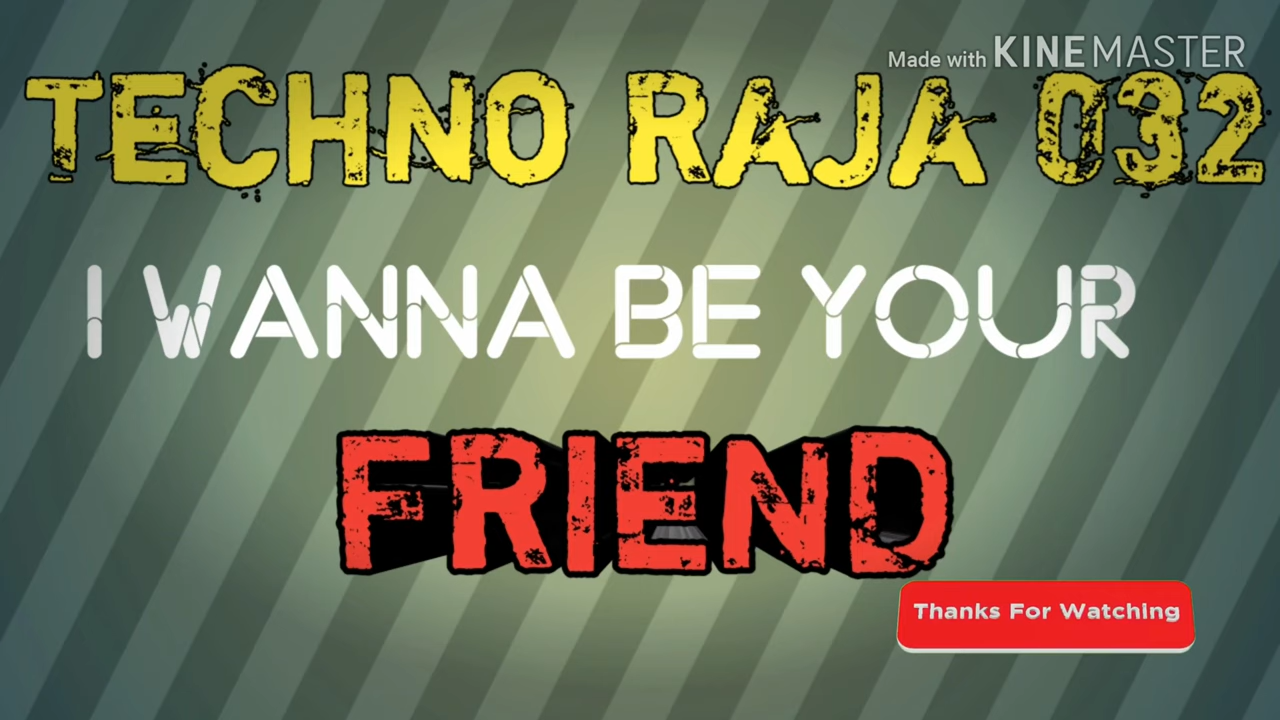 Made with KINEMASTER
TECHNO RAJA 032
I WANNA BE YOUR
FRIEND
Thanks For Watching